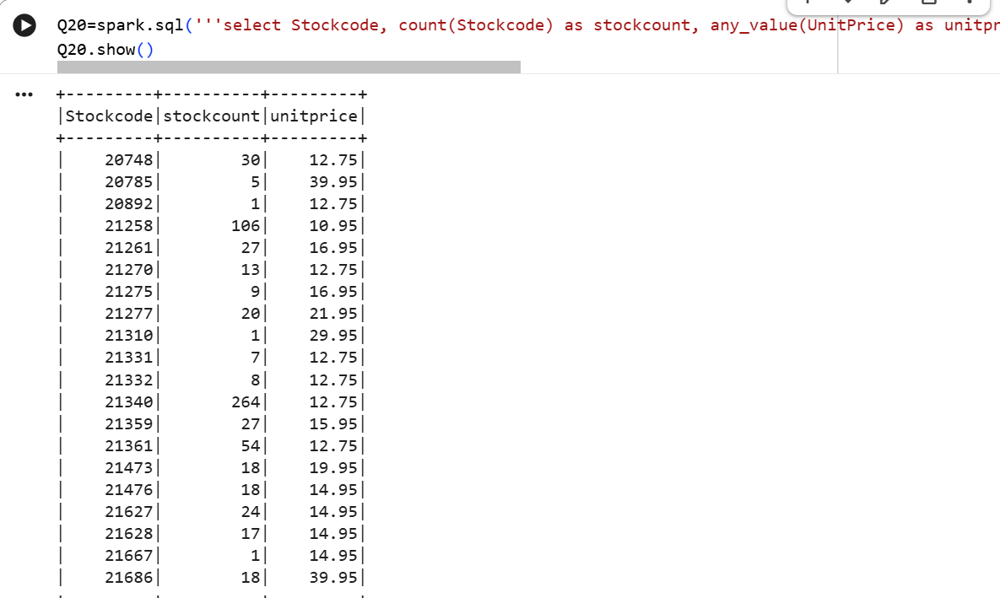 Q20=spark.sql('''select Stockcode, count(Stockcode) as stockcount, any_value(UnitPrice) as unitpr
Q20.show()
+---------+----------+---------+
|Stockcode|stockcount|unitprice|
+---------+----------+---------+
|    20748|        30|    12.75|
|    20785|         5|    39.95|
|    20892|         1|    12.75|
|    21258|       106|    10.95|
|    21261|        27|    16.95|
|    21270|        13|    12.75|
|    21275|         9|    16.95|
|    21277|        20|    21.95|
|    21310|         1|    29.95|
|    21331|         7|    12.75|
|    21332|         8|    12.75|
|    21340|       264|    12.75|
|    21359|        27|    15.95|
|    21361|        54|    12.75|
|    21473|        18|    19.95|
|    21476|        18|    14.95|
|    21627|        24|    14.95|
|    21628|        17|    14.95|
|    21667|         1|    14.95|
|    21686|        18|    39.95|